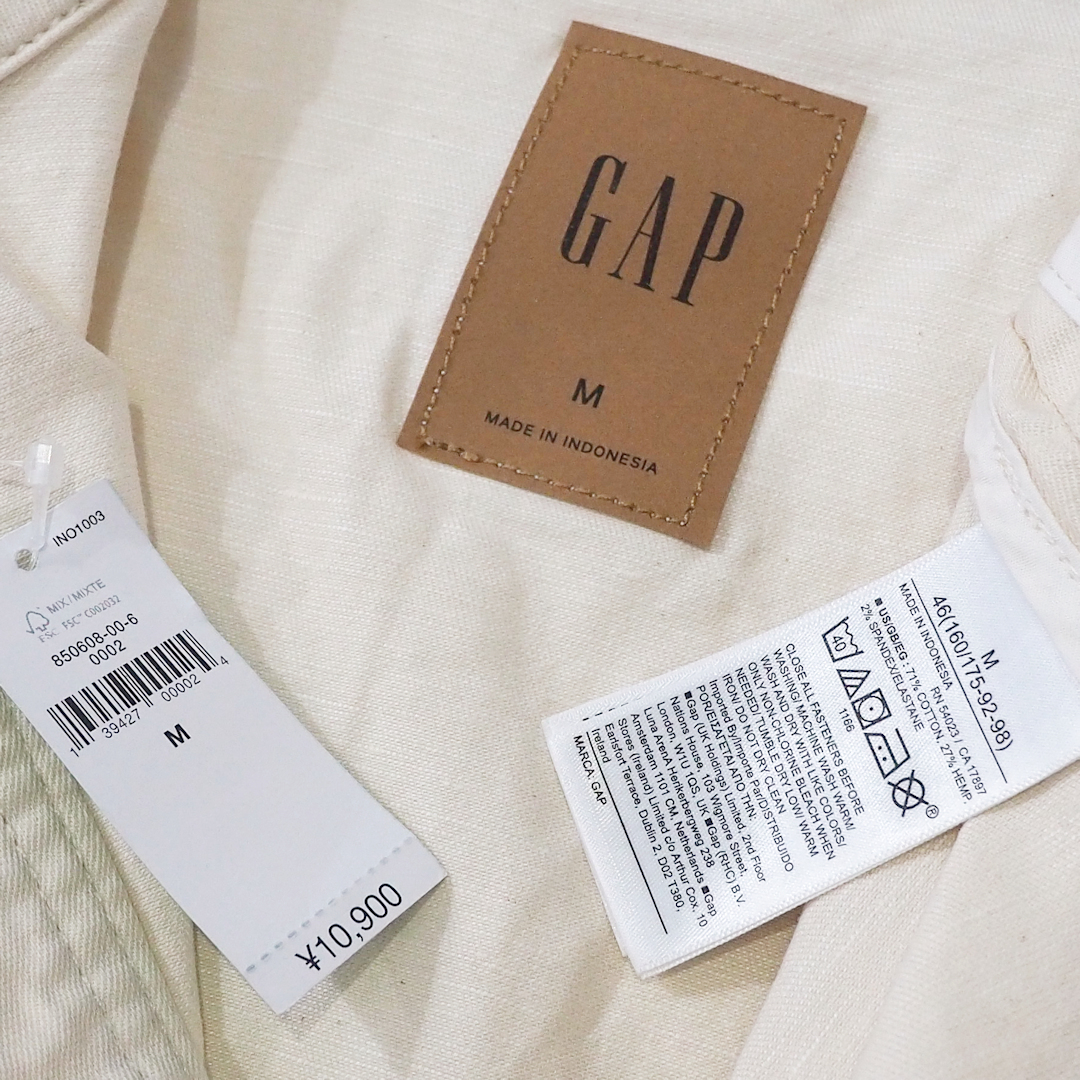 GAP
M
MADE IN INDONESIA
INO1003
MIX / MIXTE
FSC FSC™ C002032
850608-00-6
0002
1 39427 00002 4
M
¥10,900
M
46(160/175-92-98)
MADE IN INDONESIA RN 54023 / CA 17897
■ US/GB/EG : 71% COTTON, 27% HEMP,
2% SPANDEX/ELASTANE
40
1166
®
CLOSE ALL FASTENERS BEFORE
WASHING/ MACHINE WASH WARM/
WASH AND DRY WITH LIKE COLORS/
ONLY NON-CHLORINE BLEACH WHEN
NEEDED/ TUMBLE DRY LOW/ WARM
IRON/ DO NOT DRY CLEAN
Imported By/Importe Par/DISTRIBUIDO
POR/ΕΙΣΑΓΕΤΑΙ ΑΠΟ ΤΗΝ:
■Gap (UK Holdings) Limited, 2nd Floor
Nations House, 103 Wigmore Street,
London, W1U 1QS, UK ■Gap (RHC) B.V.
Luna ArenA Herikerbergweg 238
Amsterdam 1101 CM, Netherlands ■Gap
Stores (Ireland) Limited c/o Arthur Cox, 10
Earlsfort Terrace, Dublin 2, D02 T380,
Ireland
MARCA: GAP